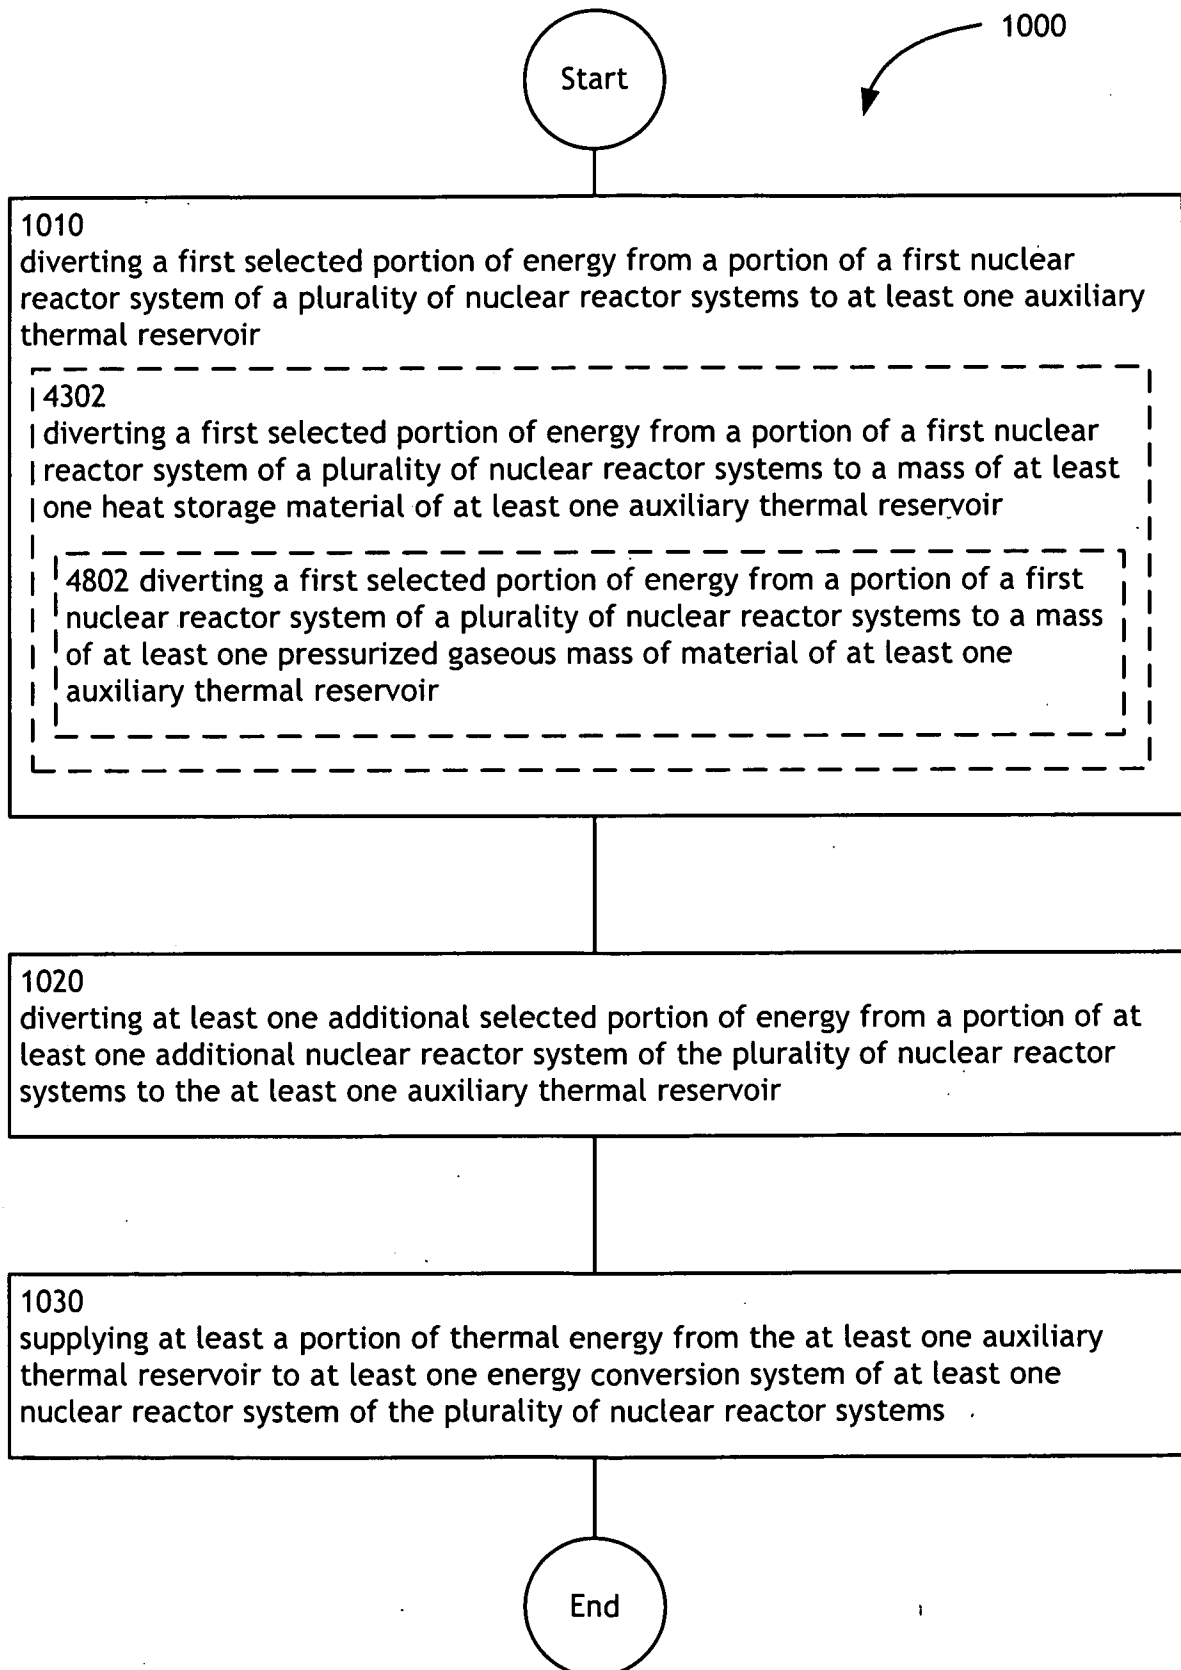 1000
Start
1010
diverting a first selected portion of energy from a portion of a first nuclear
reactor system of a plurality of nuclear reactor systems to at least one auxiliary
thermal reservoir
4302
diverting a first selected portion of energy from a portion of a first nuclear
reactor system of a plurality of nuclear reactor systems to a mass of at least
one heat storage material of at least one auxiliary thermal reservoir
4802 diverting a first selected portion of energy from a portion of a first
nuclear reactor system of a plurality of nuclear reactor systems to a mass
of at least one pressurized gaseous mass of material of at least one
auxiliary thermal reservoir
1020
diverting at least one additional selected portion of energy from a portion of at
least one additional nuclear reactor system of the plurality of nuclear reactor
systems to the at least one auxiliary thermal reservoir
1030
supplying at least a portion of thermal energy from the at least one auxiliary
thermal reservoir to at least one energy conversion system of at least one
nuclear reactor system of the plurality of nuclear reactor systems
End